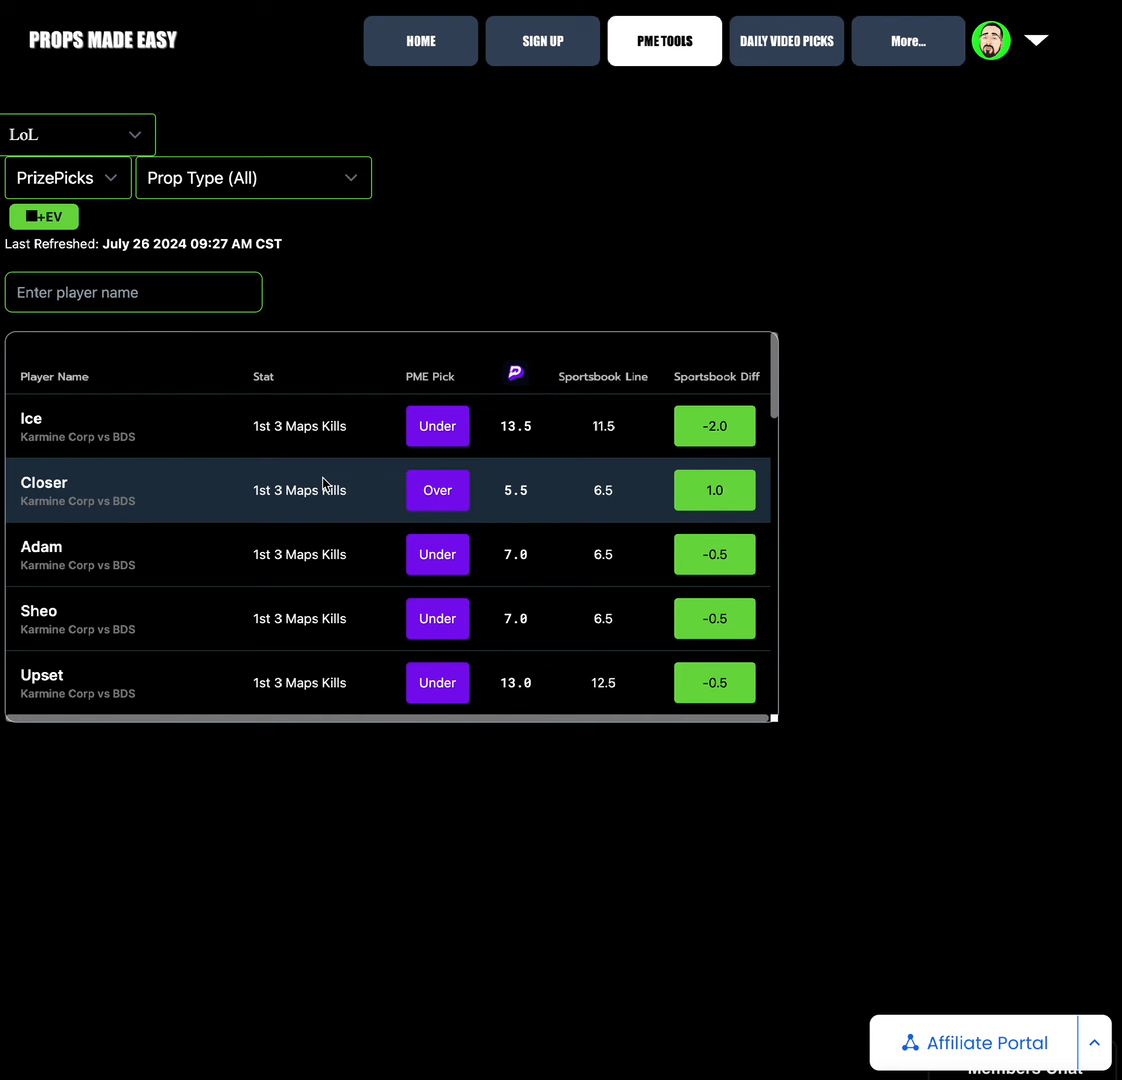 PROPS MADE EASY
HOME
SIGN UP
PME TOOLS
DAILY VIDEO PICKS
More...
LoL
PrizePicks
Prop Type (All)
+EV
Last Refreshed: July 26 2024 09:27 AM CST
Enter player name
Player Name Stat PME Pick Sportsbook Line Sportsbook Diff
Ice
Karmine Corp vs BDS
1st 3 Maps Kills Under 13.5 11.5 -2.0
Closer
Karmine Corp vs BDS
1st 3 Maps Kills Over 5.5 6.5 1.0
Adam
Karmine Corp vs BDS
1st 3 Maps Kills Under 7.0 6.5 -0.5
Sheo
Karmine Corp vs BDS
1st 3 Maps Kills Under 7.0 6.5 -0.5
Upset
Karmine Corp vs BDS
1st 3 Maps Kills Under 13.0 12.5 -0.5
Affiliate Portal
Members Chat